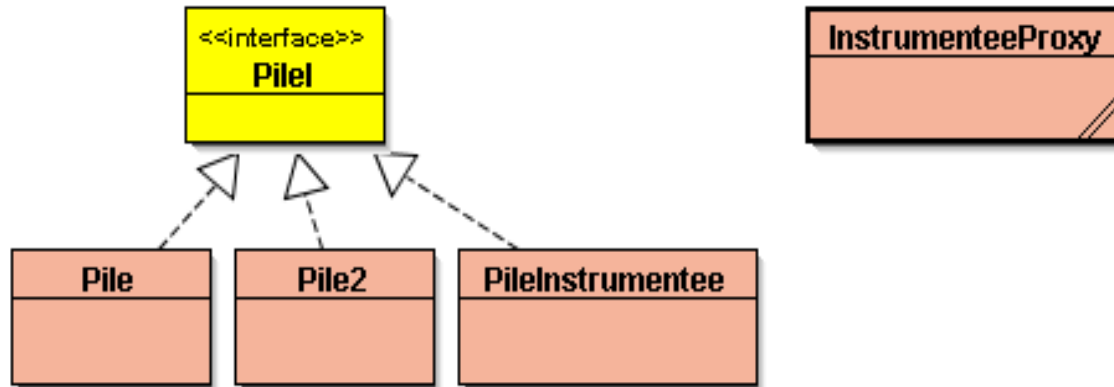 <<interface>>
PileI
InstrumenteeProxy
Pile
Pile2
PileInstrumentee